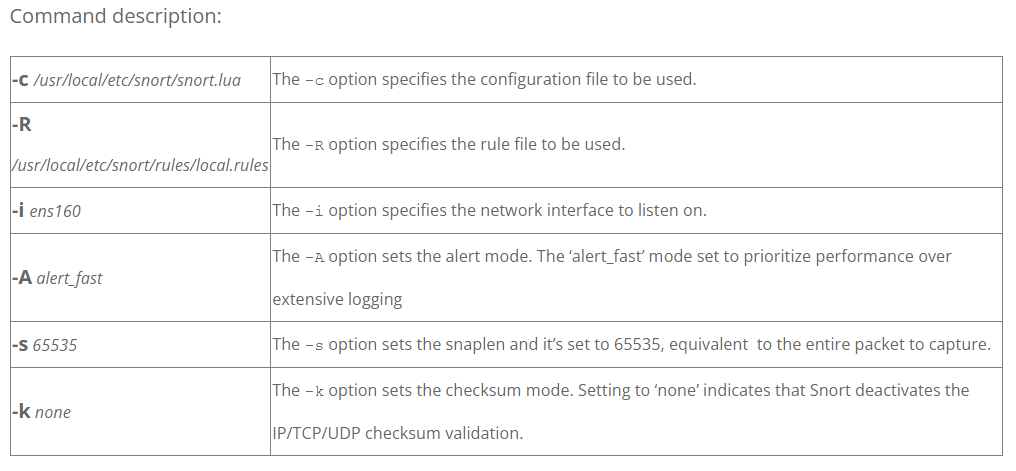 Command description:
-c /usr/local/etc/snort/snort.lua
The -c option specifies the configuration file to be used.
-R
/usr/local/etc/snort/rules/local.rules
The -R option specifies the rule file to be used.
-i ens160
The -i option specifies the network interface to listen on.
-A alert_fast
The -A option sets the alert mode. The ‘alert_fast’ mode set to prioritize performance over
extensive logging
-s 65535
The -s option sets the snaplen and it’s set to 65535, equivalent  to the entire packet to capture.
-k none
The -k option sets the checksum mode. Setting to ‘none’ indicates that Snort deactivates the
IP/TCP/UDP checksum validation.